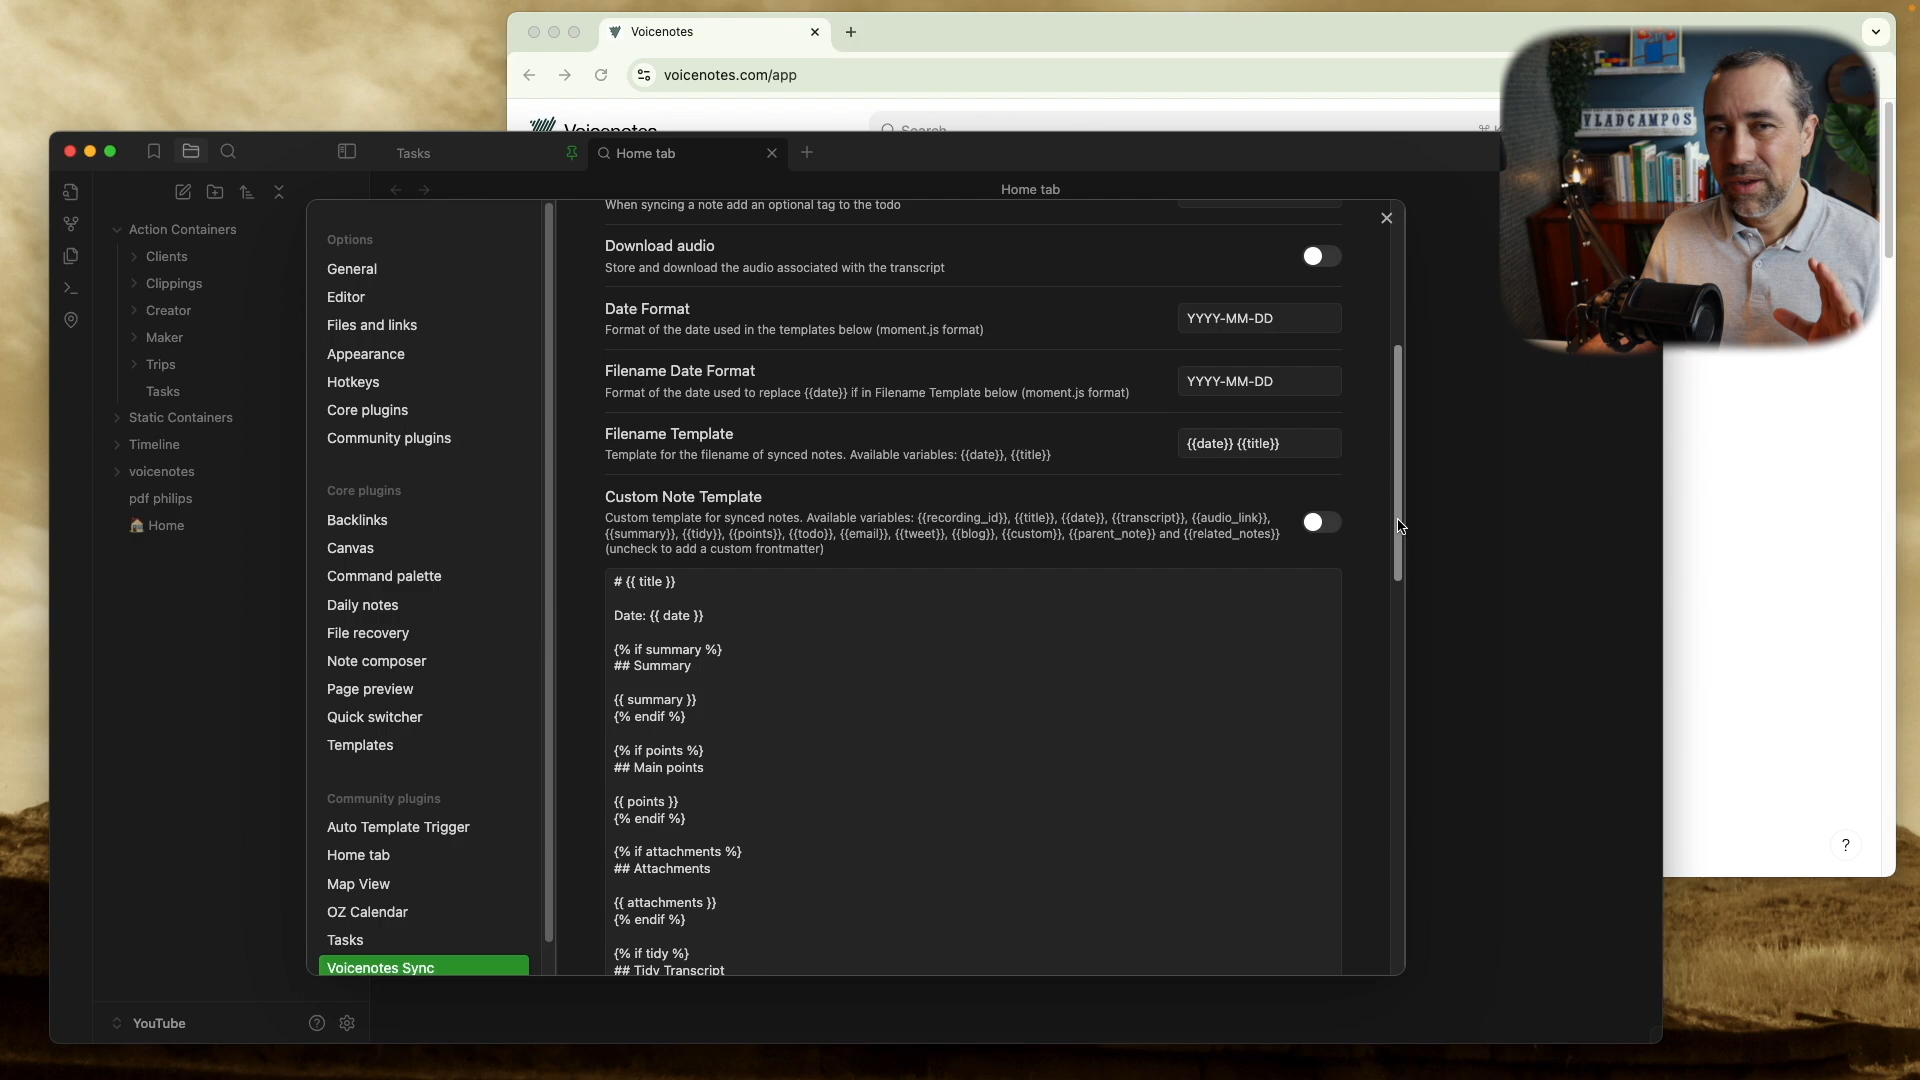 Voicenotes
voicenotes.com/app
Voicenotes
Search
VLADCAMPOS
Tasks
Home tab
Home tab
Action Containers
Clients
Clippings
Creator
Maker
Trips
Tasks
Static Containers
Timeline
voicenotes
pdf philips
Home
YouTube
Options
General
Editor
Files and links
Appearance
Hotkeys
Core plugins
Community plugins
Core plugins
Backlinks
Canvas
Command palette
Daily notes
File recovery
Note composer
Page preview
Quick switcher
Templates
Community plugins
Auto Template Trigger
Home tab
Map View
OZ Calendar
Tasks
Voicenotes Sync
When syncing a note add an optional tag to the todo
Download audio
Store and download the audio associated with the transcript
Date Format
Format of the date used in the templates below (moment.js format)
YYYY-MM-DD
Filename Date Format
Format of the date used to replace {{date}} if in Filename Template below (moment.js format)
YYYY-MM-DD
Filename Template
Template for the filename of synced notes. Available variables: {{date}}, {{title}}
{{date}} {{title}}
Custom Note Template
Custom template for synced notes. Available variables: {{recording_id}}, {{title}}, {{date}}, {{transcript}}, {{audio_link}},
{{summary}}, {{tidy}}, {{points}}, {{todo}}, {{email}}, {{tweet}}, {{blog}}, {{custom}}, {{parent_note}} and {{related_notes}}
(uncheck to add a custom frontmatter)
# {{ title }}
Date: {{ date }}
{% if summary %}
## Summary
{{ summary }}
{% endif %}
{% if points %}
## Main points
{{ points }}
{% endif %}
{% if attachments %}
## Attachments
{{ attachments }}
{% endif %}
{% if tidy %}
## Tidy Transcript
?